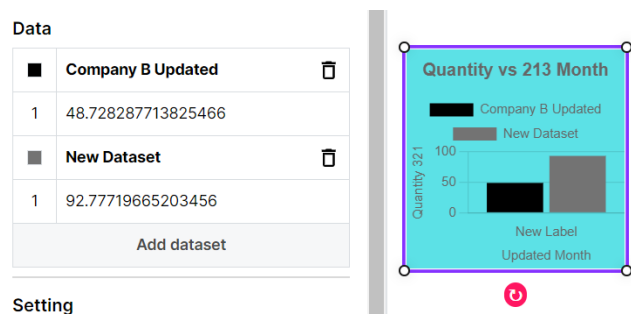 Data
Company B Updated
1 48.728287713825466
New Dataset
1 92.77719665203456
Add dataset
Setting
Quantity vs 213 Month
Company B Updated
New Dataset
Quantity 321
100
50
0
New Label
Updated Month